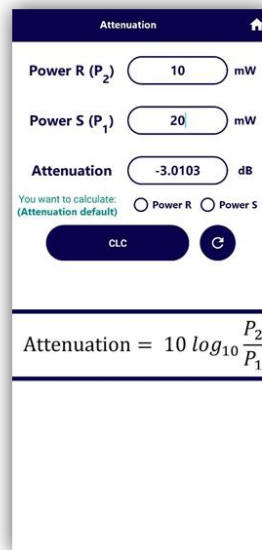 Attenuation
Power R (P2) 10 mW
Power S (P1) 20 mW
Attenuation -3.0103 dB
You want to calculate:
(Attenuation default) Power R Power S
CLC
Attenuation = 10 log10 P2/P1